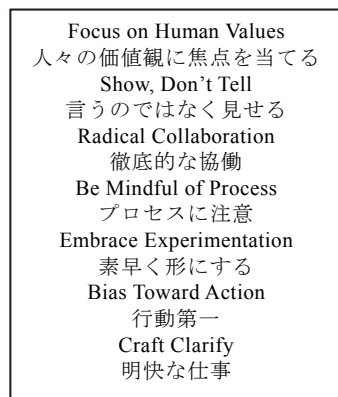 Focus on Human Values
人々の価値観に焦点を当てる
Show, Don't Tell
言うのではなく見せる
Radical Collaboration
徹底的な協働
Be Mindful of Process
プロセスに注意
Embrace Experimentation
素早く形にする
Bias Toward Action
行動第一
Craft Clarify
明快な仕事